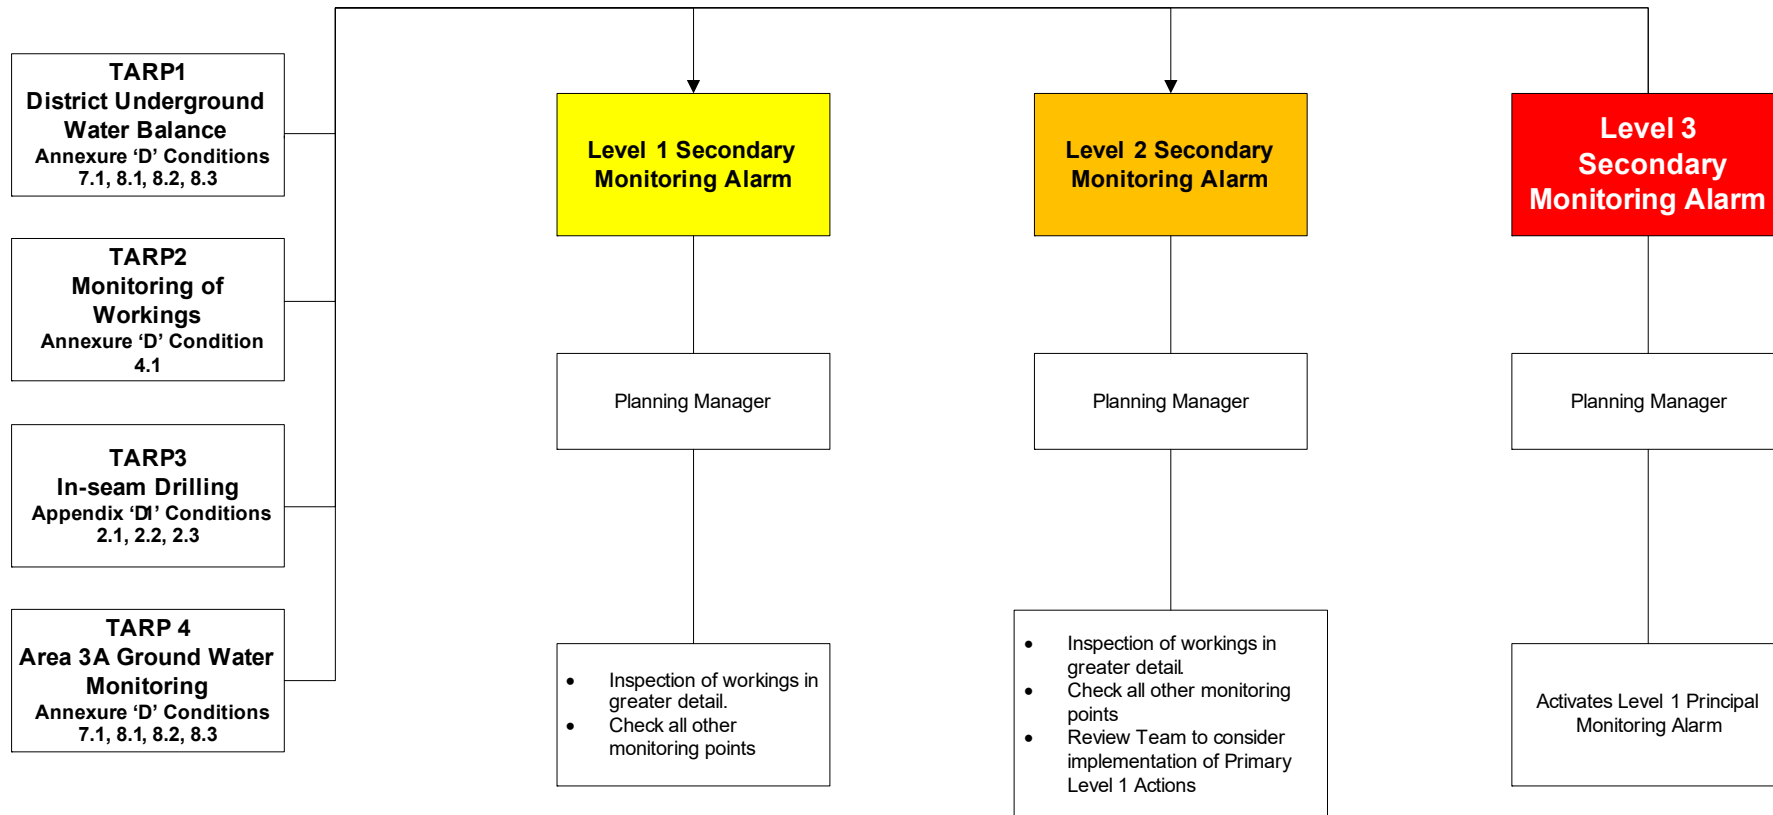 TARP1
District Underground
Water Balance
Annexure ‘D’ Conditions
7.1, 8.1, 8.2, 8.3
TARP2
Monitoring of
Workings
Annexure ‘D’ Condition
4.1
TARP3
In-seam Drilling
Appendix ‘D1’ Conditions
2.1, 2.2, 2.3
TARP 4
Area 3A Ground Water
Monitoring
Annexure ‘D’ Conditions
7.1, 8.1, 8.2, 8.3
Level 1 Secondary
Monitoring Alarm
Planning Manager
• Inspection of workings in
greater detail.
• Check all other
monitoring points
Level 2 Secondary
Monitoring Alarm
Planning Manager
• Inspection of workings in
greater detail.
• Check all other monitoring
points
• Review Team to consider
implementation of Primary
Level 1 Actions
Level 3
Secondary
Monitoring Alarm
Planning Manager
Activates Level 1 Principal
Monitoring Alarm